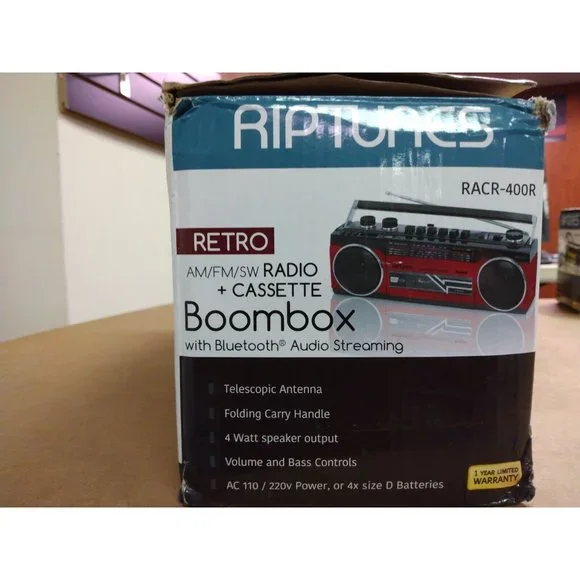 RIPTUNES
RACR-400R
RETRO
AM/FM/SW RADIO
+ CASSETTE
Boombox
with Bluetooth® Audio Streaming
Telescopic Antenna
Folding Carry Handle
4 Watt speaker output
Volume and Bass Controls
AC 110 / 220v Power, or 4x size D Batteries
1 YEAR LIMITED
WARRANTY